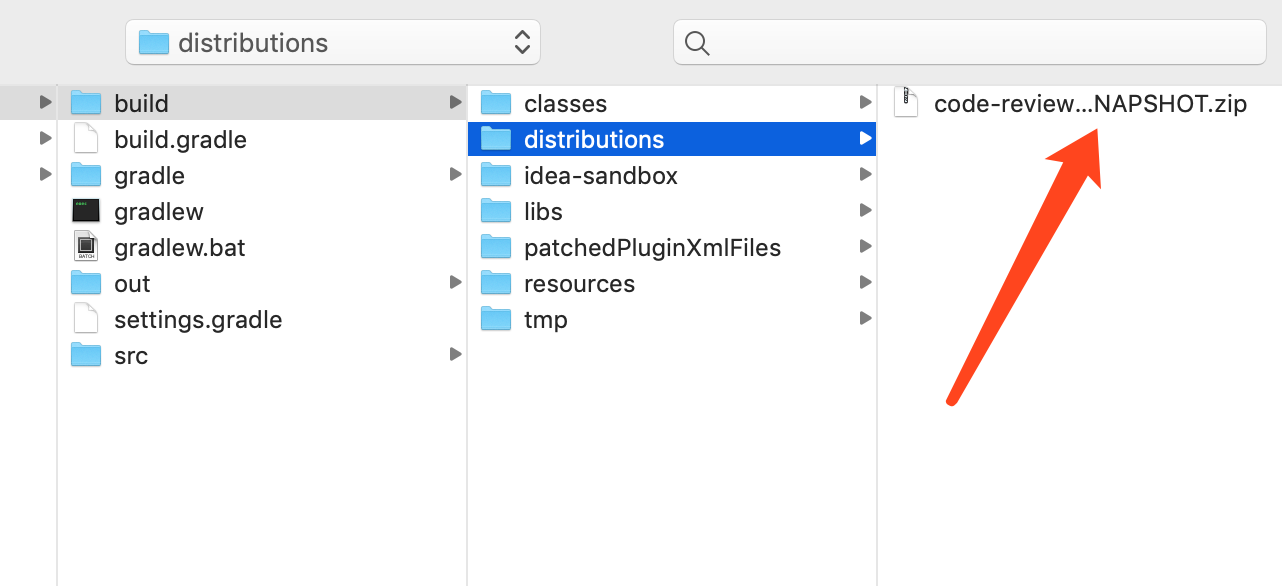 distributions
build
build.gradle
gradle
gradlew
gradlew.bat
out
settings.gradle
src
classes
distributions
idea-sandbox
libs
patchedPluginXmlFiles
resources
tmp
code-review...NAPSHOT.zip